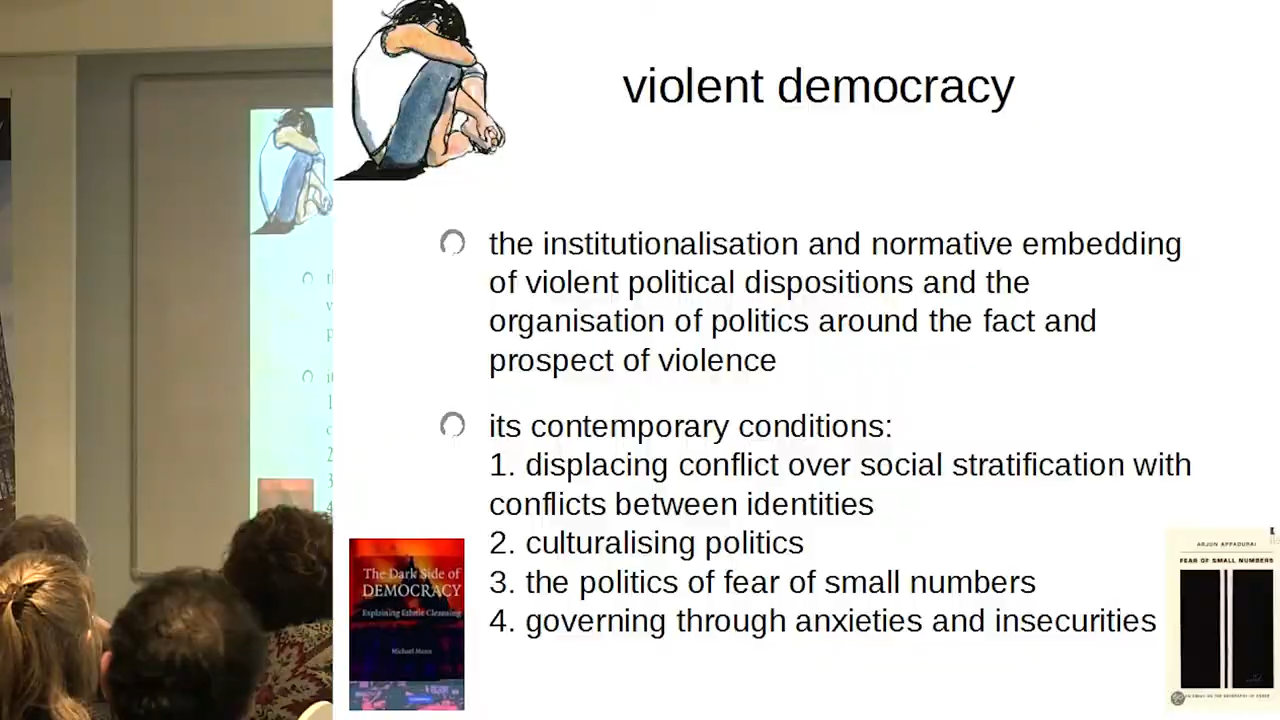 violent democracy
the institutionalisation and normative embedding
of violent political dispositions and the
organisation of politics around the fact and
prospect of violence
its contemporary conditions:
1. displacing conflict over social stratification with
conflicts between identities
2. culturalising politics
3. the politics of fear of small numbers
4. governing through anxieties and insecurities
The Dark Side of
DEMOCRACY
Explaining Ethnic Cleansing
Michael Mann
ARJUN APPADURAI
FEAR OF SMALL NUMBERS